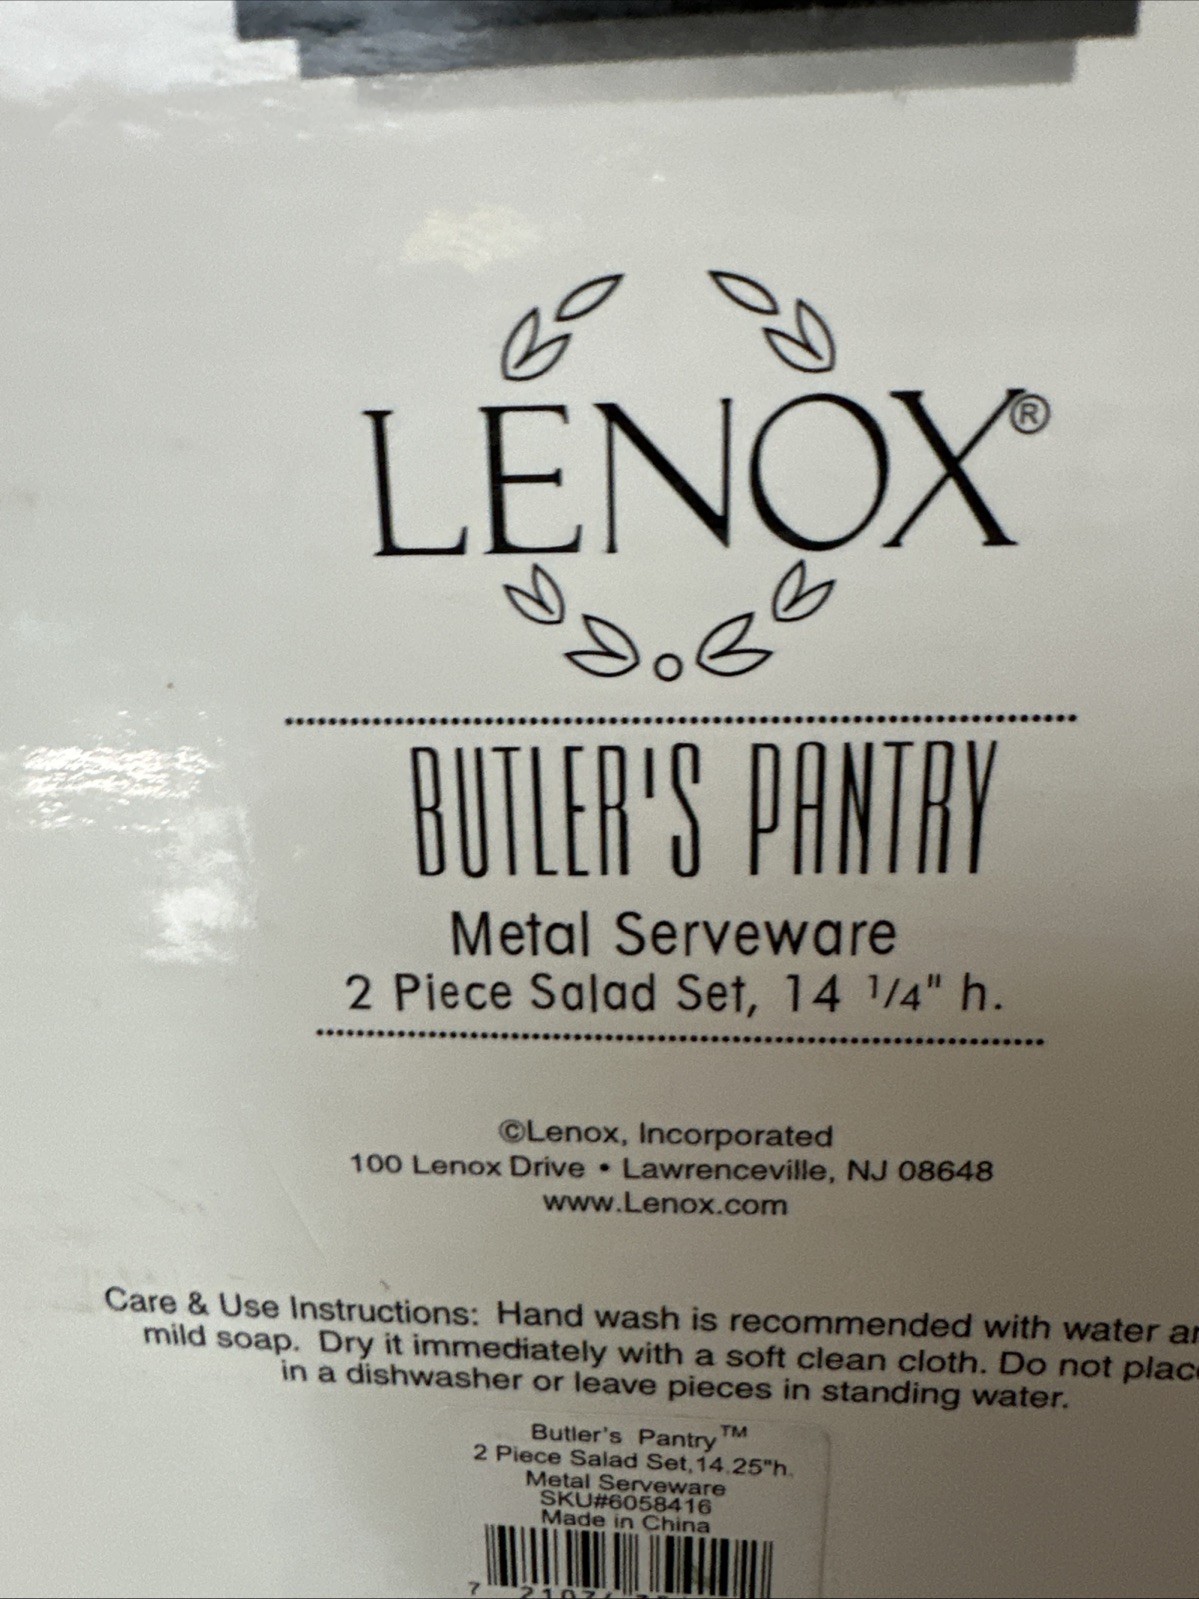 LENOX®
BUTLER'S PANTRY
Metal Serveware
2 Piece Salad Set, 14 1/4" h.
©Lenox, Incorporated
100 Lenox Drive • Lawrenceville, NJ 08648
www.Lenox.com
Care & Use Instructions: Hand wash is recommended with water
mild soap. Dry it immediately with a soft clean cloth. Do not
in a dishwasher or leave pieces in standing water.
Butler's Pantry™
2 Piece Salad Set,14.25"h.
Metal Serveware
SKU#6058416
Made in China
7